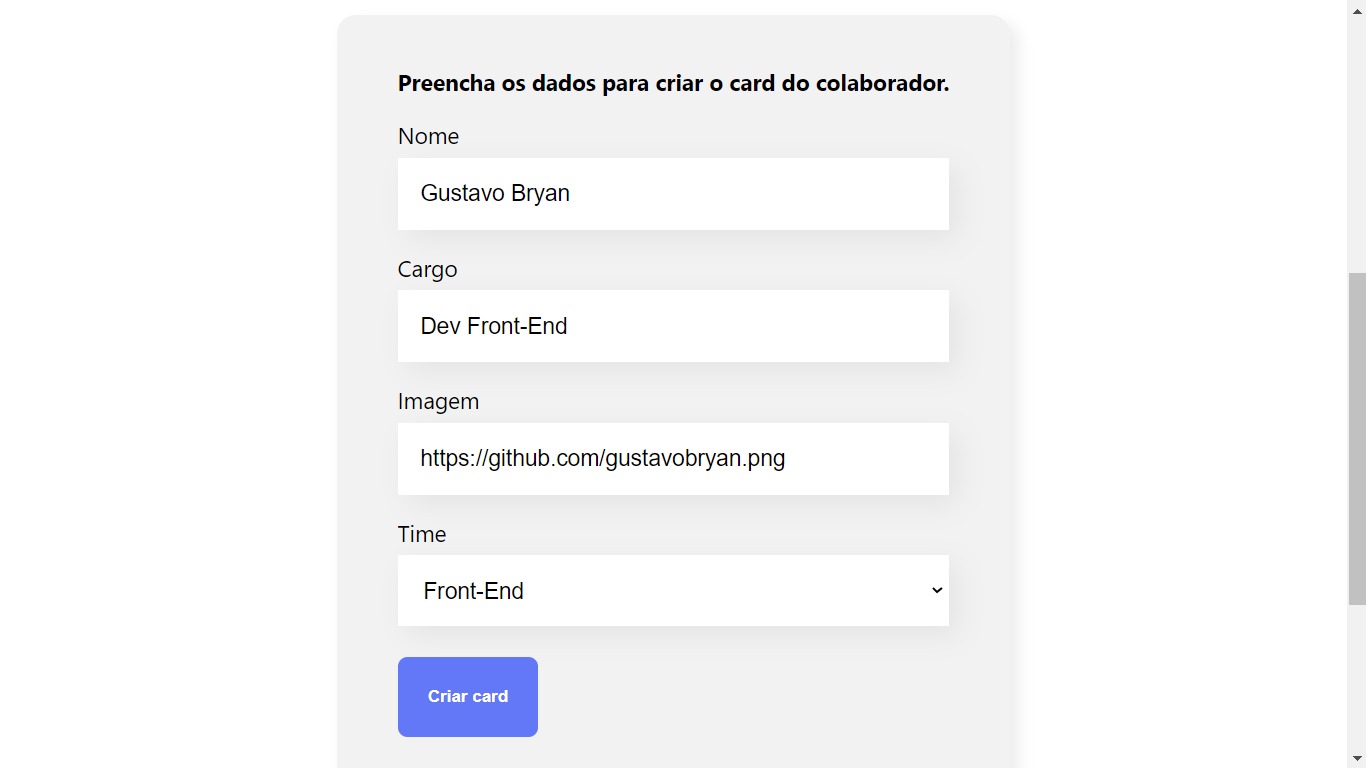 Preencha os dados para criar o card do colaborador.
Nome
Gustavo Bryan
Cargo
Dev Front-End
Imagem
https://github.com/gustavobryan.png
Time
Front-End
Criar card